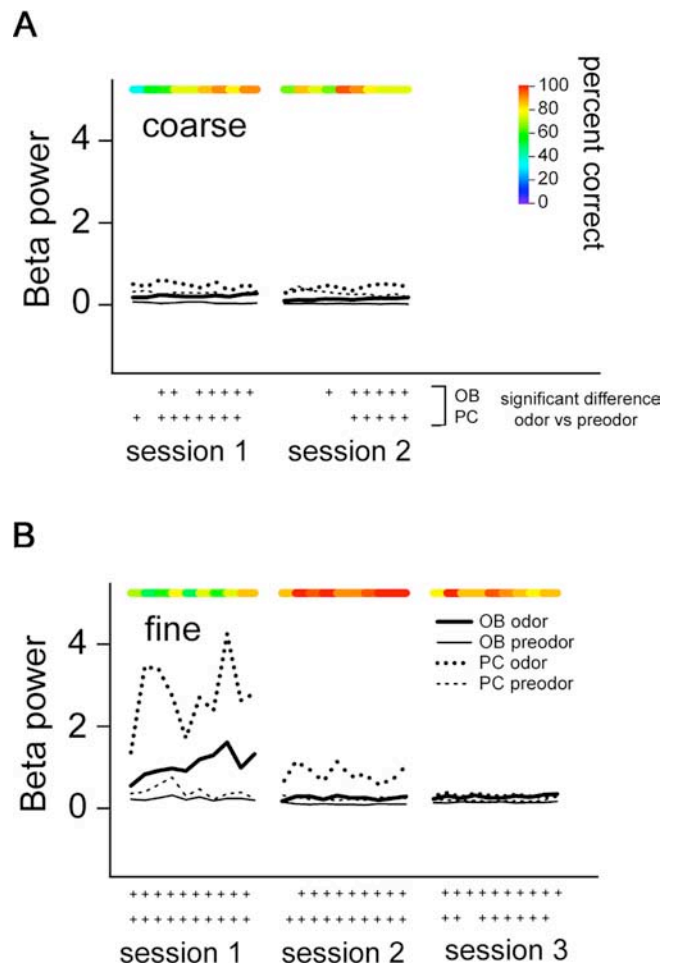 A
coarse
percent correct
100
80
60
40
20
0
Beta power
4
2
0
+ + + + + + +
+ + + + + + + +
+ + + + + +
+ + + + +
OB
PC
significant difference
odor vs preodor
session 1
session 2
B
fine
OB odor
OB preodor
PC odor
PC preodor
Beta power
4
2
0
+ + + + + + + + + + +
+ + + + + + + + + + +
+ + + + + + + + +
+ + + + + + + + + +
+ + + + + + + + + +
+ + + + + + + +
session 1
session 2
session 3